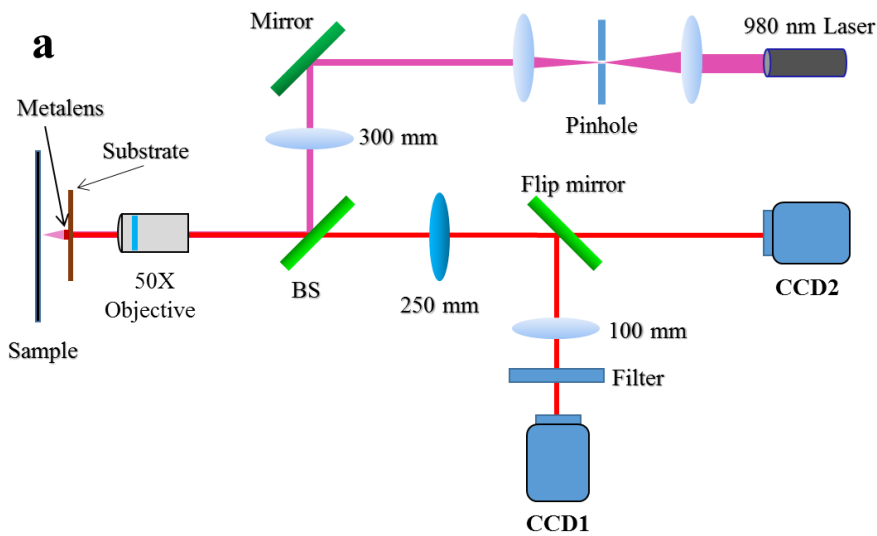 a
Mirror
980 nm Laser
Metalens
Pinhole
Substrate
300 mm
Flip mirror
50X
Objective
BS
250 mm
CCD2
Sample
100 mm
Filter
CCD1